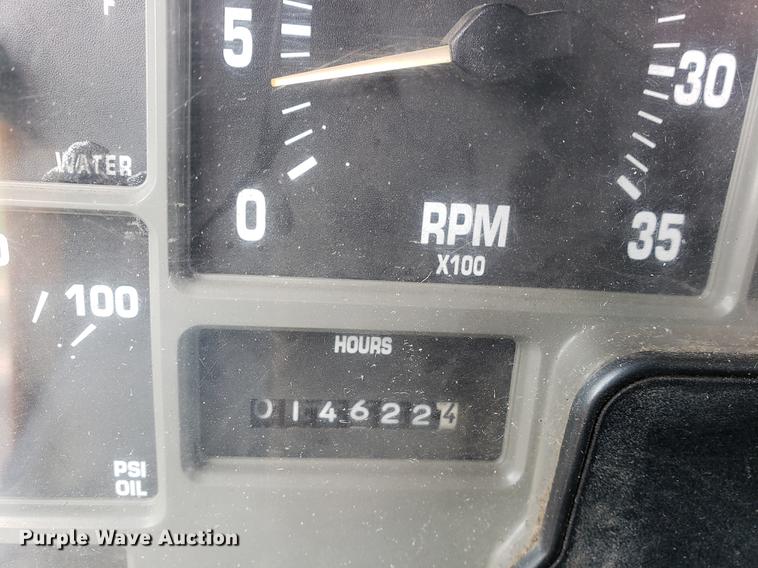 F
5
30
WATER
0
RPM
X100
35
100
HOURS
0146224
PSI
OIL
Purple Wave Auction